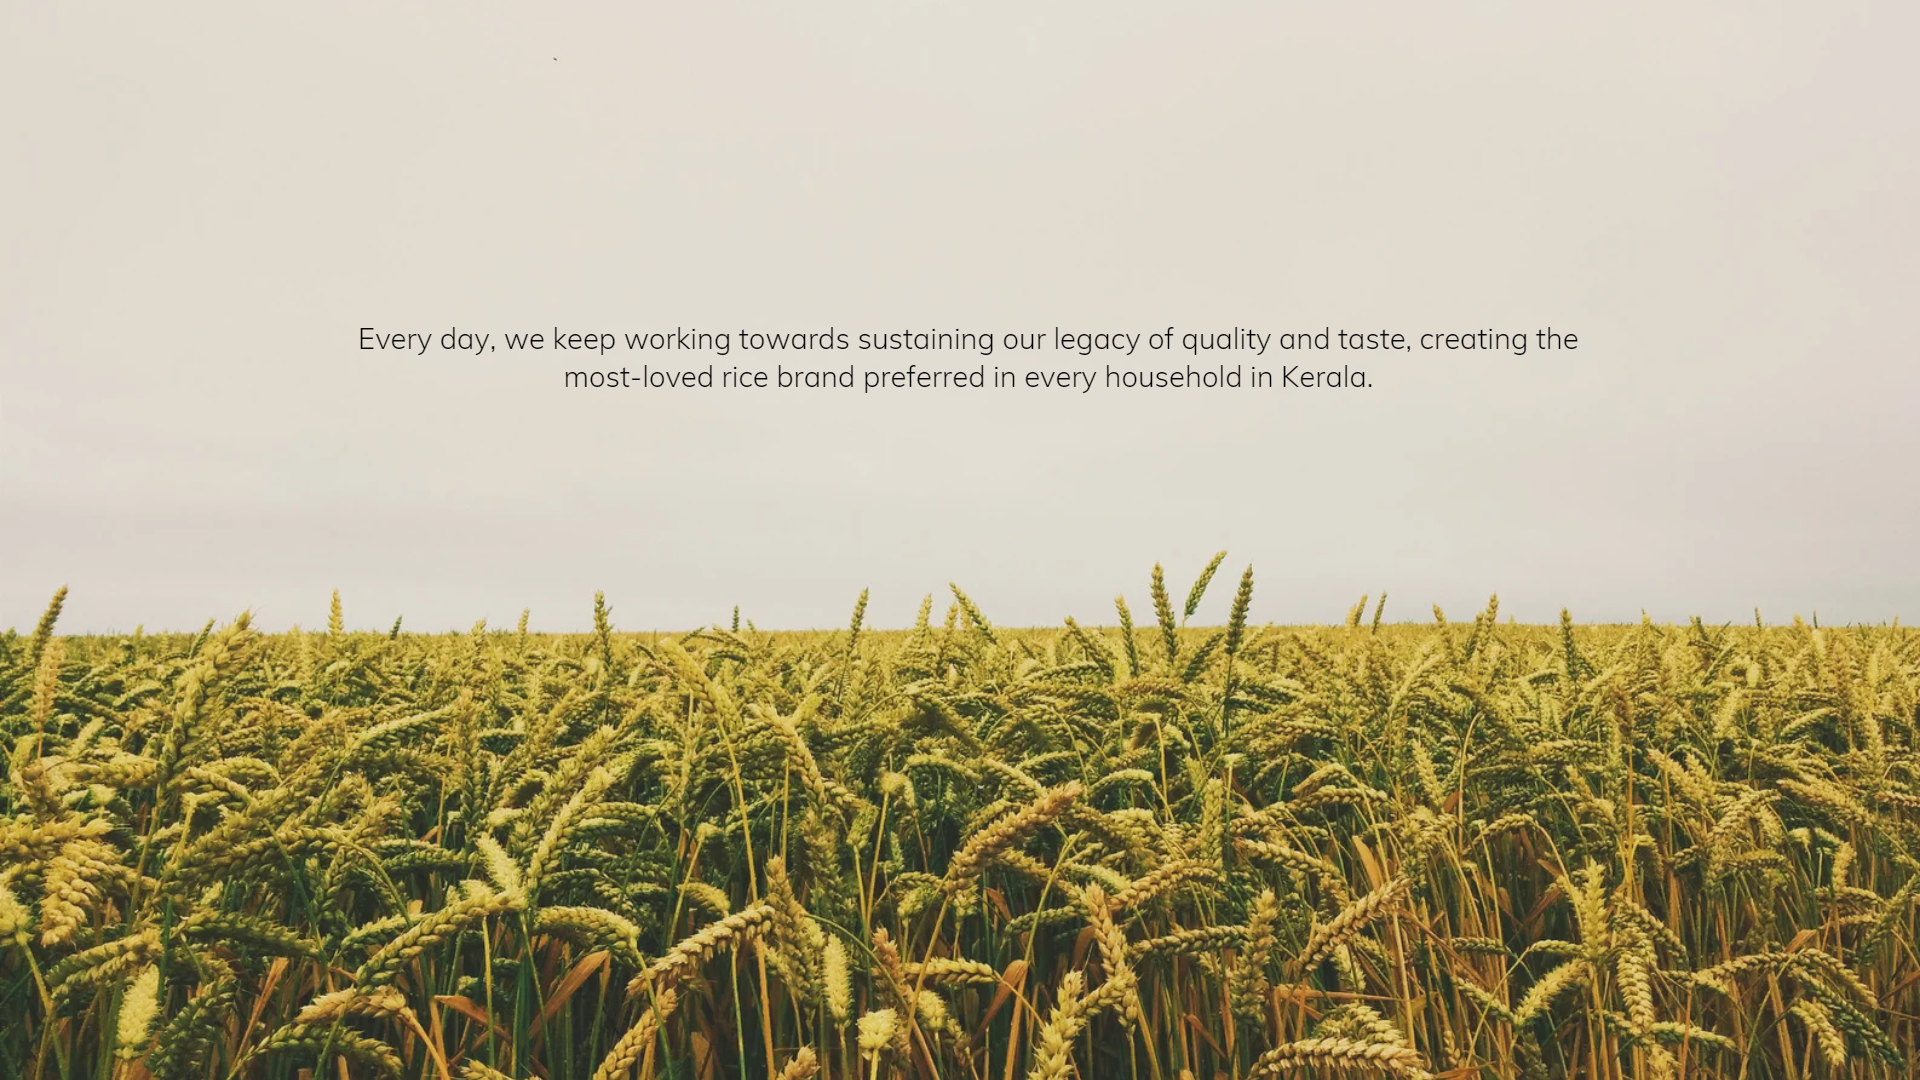 Every day, we keep working towards sustaining our legacy of quality and taste, creating the
most-loved rice brand preferred in every household in Kerala.